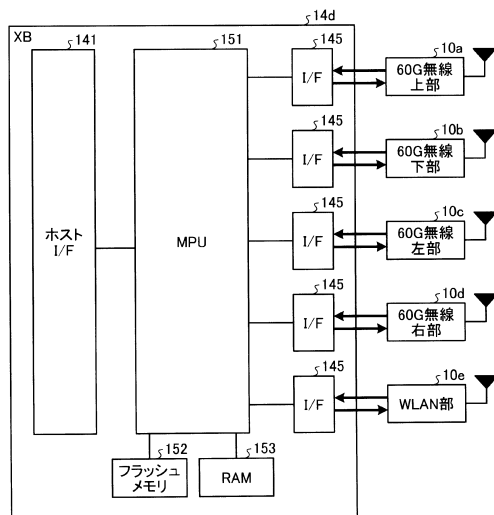 14d
XB
141
151
145
10a
ホスト
I/F
MPU
I/F
60G無線
上部
145
10b
I/F
60G無線
下部
145
10c
I/F
60G無線
左部
145
10d
I/F
60G無線
右部
145
10e
I/F
WLAN部
152
153
フラッシュ
メモリ
RAM